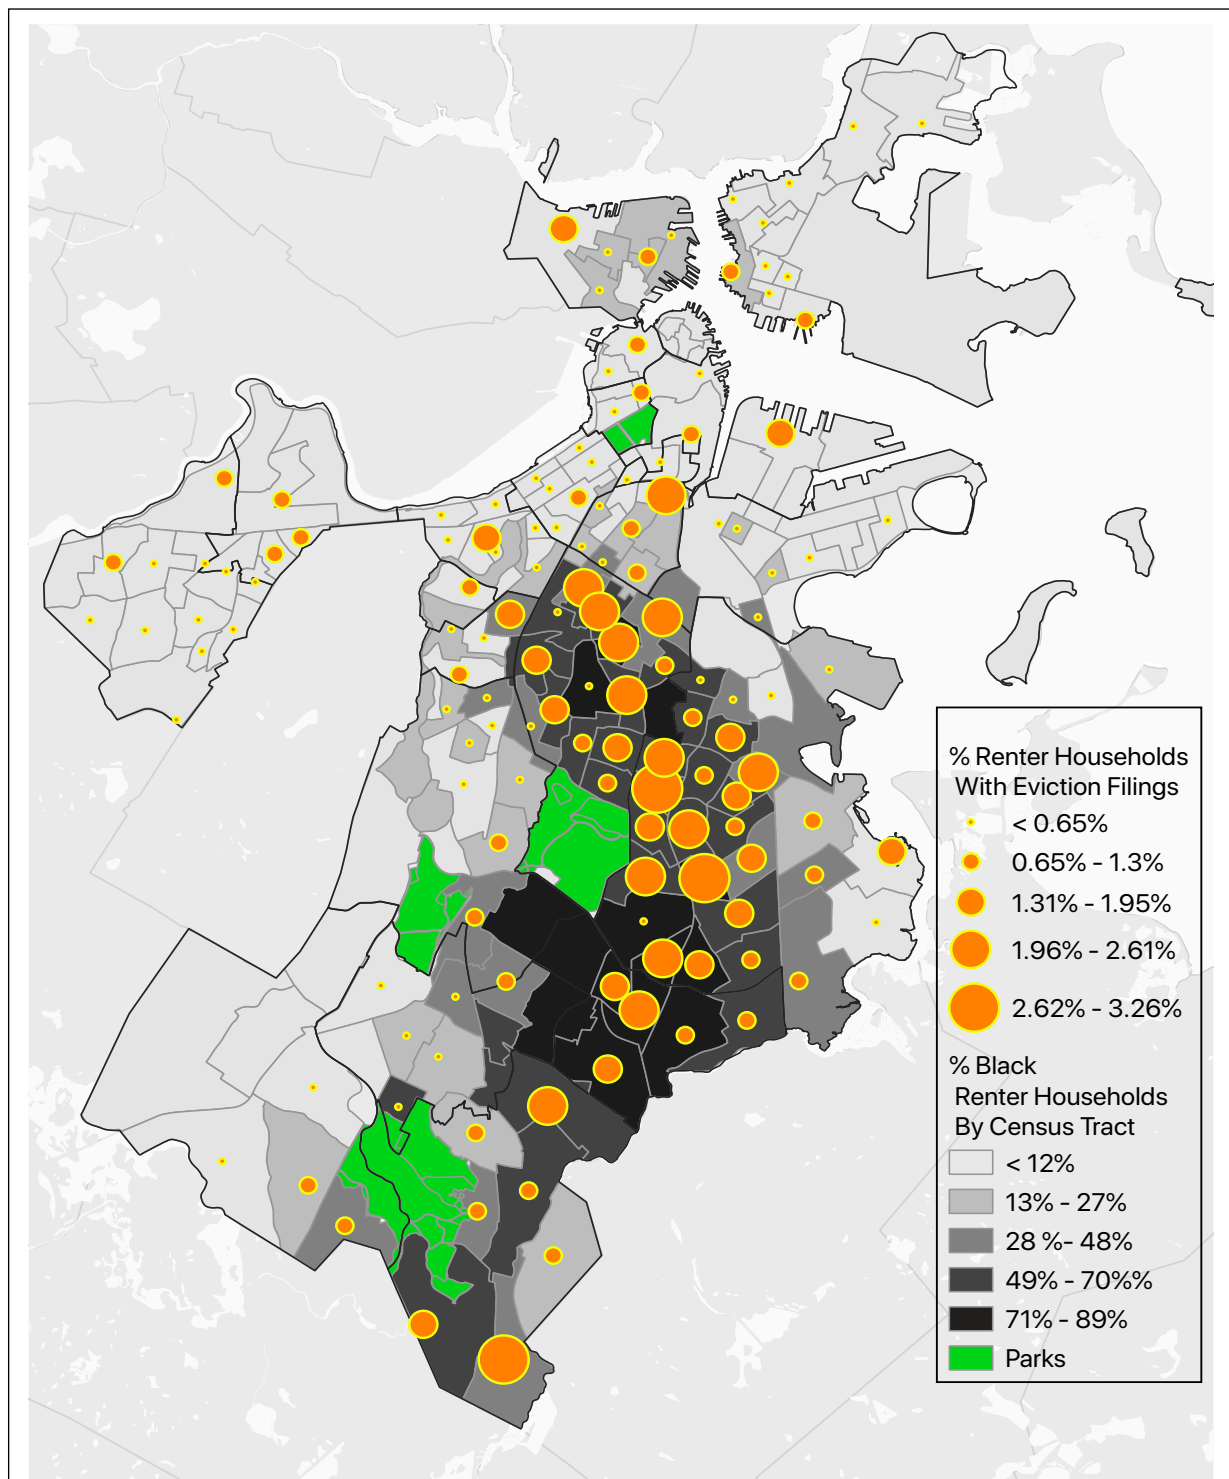 % Renter Households
With Eviction Filings
< 0.65%
0.65% - 1.3%
1.31% - 1.95%
1.96% - 2.61%
2.62% - 3.26%
% Black
Renter Households
By Census Tract
< 12%
13% - 27%
28 %- 48%
49% - 70%%
71% - 89%
Parks